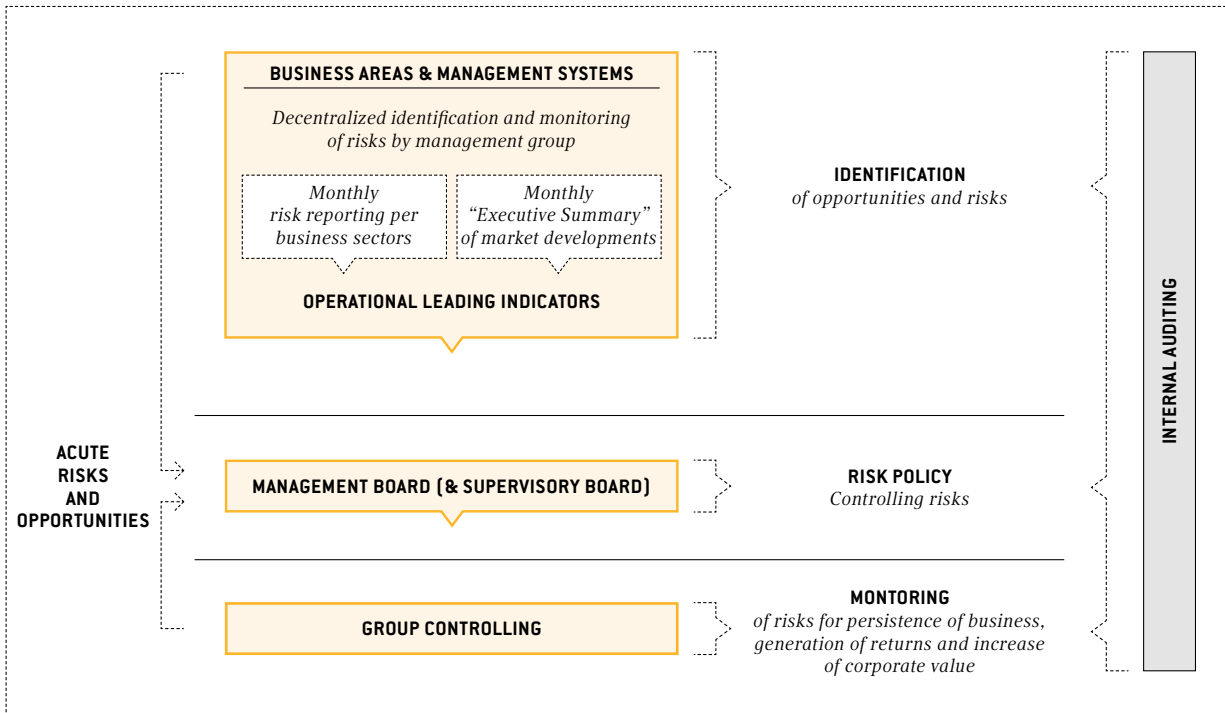 BUSINESS AREAS & MANAGEMENT SYSTEMS
Decentralized identification and monitoring
of risks by management group
Monthly
risk reporting per
business sectors
Monthly
“Executive Summary”
of market developments
OPERATIONAL LEADING INDICATORS
IDENTIFICATION
of opportunities and risks
ACUTE
RISKS
AND
OPPORTUNITIES
MANAGEMENT BOARD (& SUPERVISORY BOARD)
RISK POLICY
Controlling risks
GROUP CONTROLLING
MONTORING
of risks for persistence of business,
generation of returns and increase
of corporate value
INTERNAL AUDITING